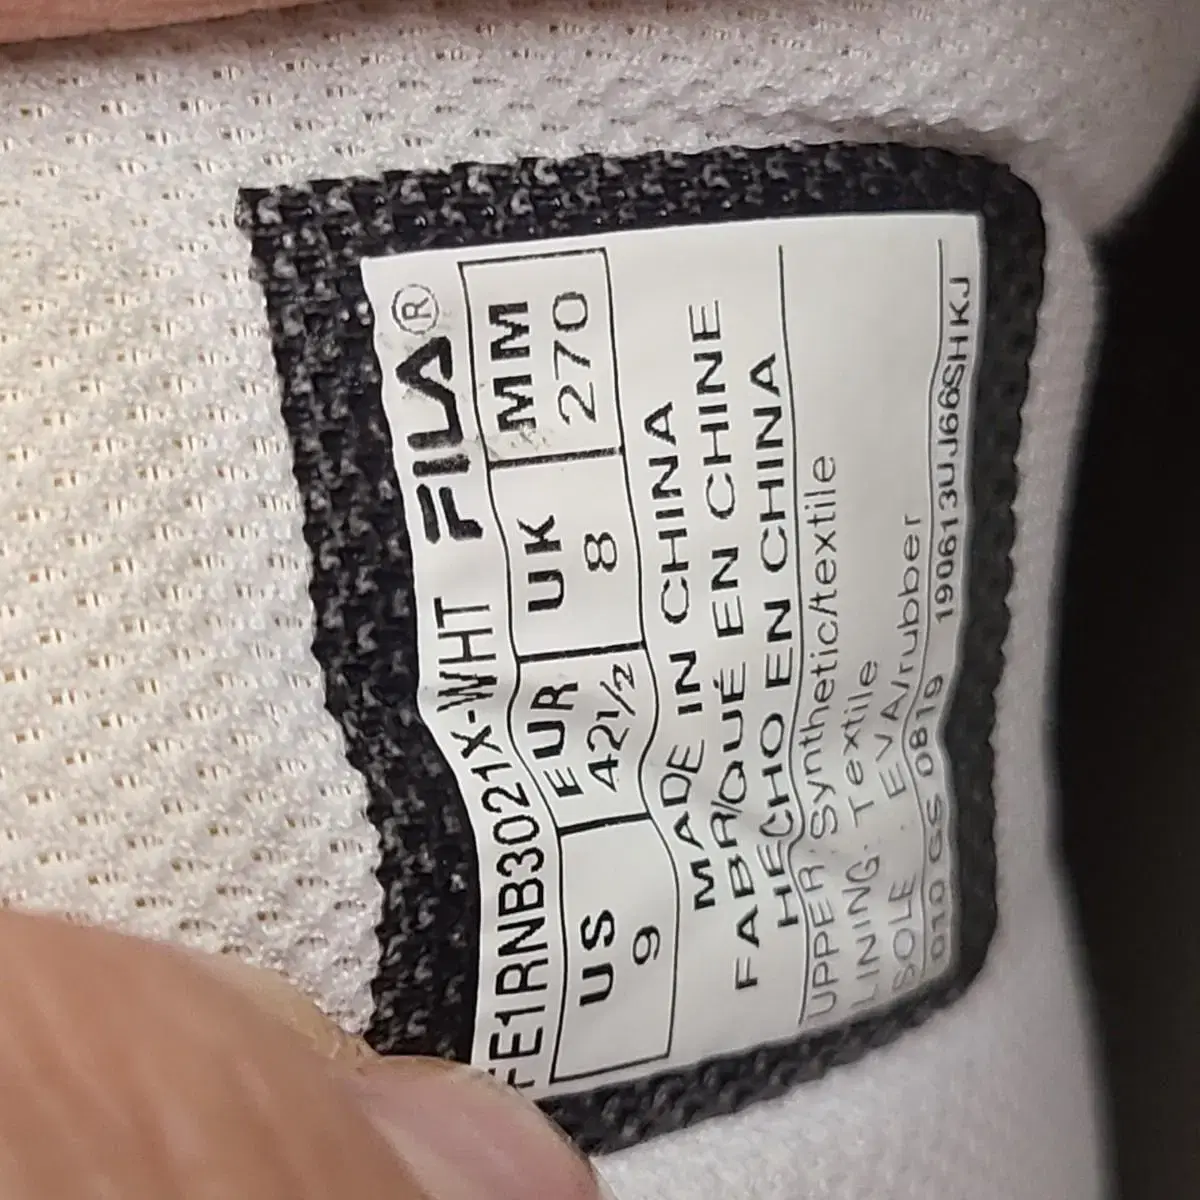 FE1RNB3021X-WHT FILA®
US EUR UK MM
9 42½ 8 270
MADE IN CHINA
FABRIQUÉ EN CHINE
HECHO EN CHINA
UPPER: Synthetic/textile
LINING: Textile
SOLE : EVA/rubber
010 GS 0819 190613UJ66SHKJ